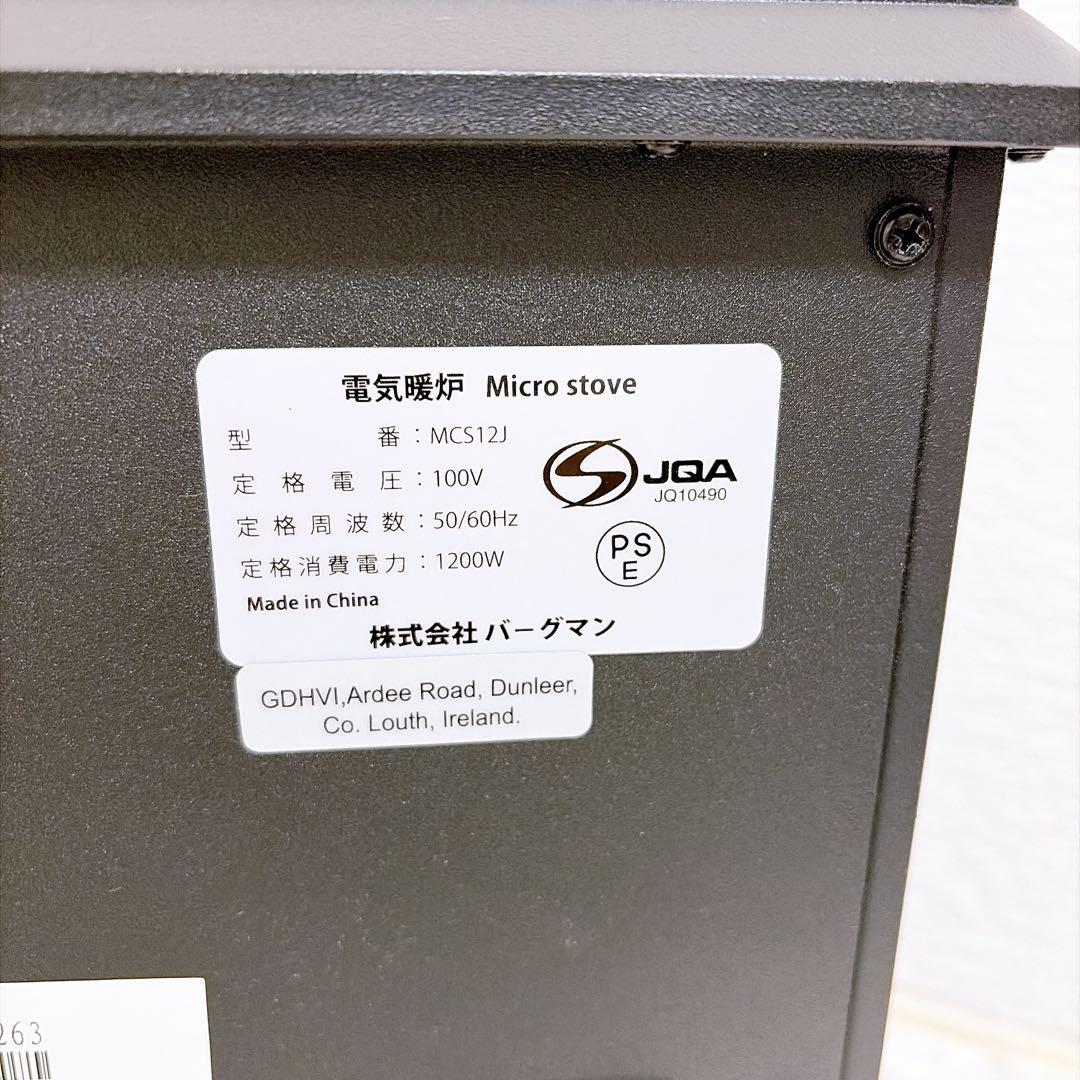 電気暖炉 Micro stove
型番：MCS12J
定格電圧：100V
定格周波数：50/60Hz
定格消費電力：1200W
Made in China
株式会社 バーグマン
JQA
JQ10490
PS
E
GDHVI,Ardee Road, Dunleer,
Co. Louth, Ireland.
263